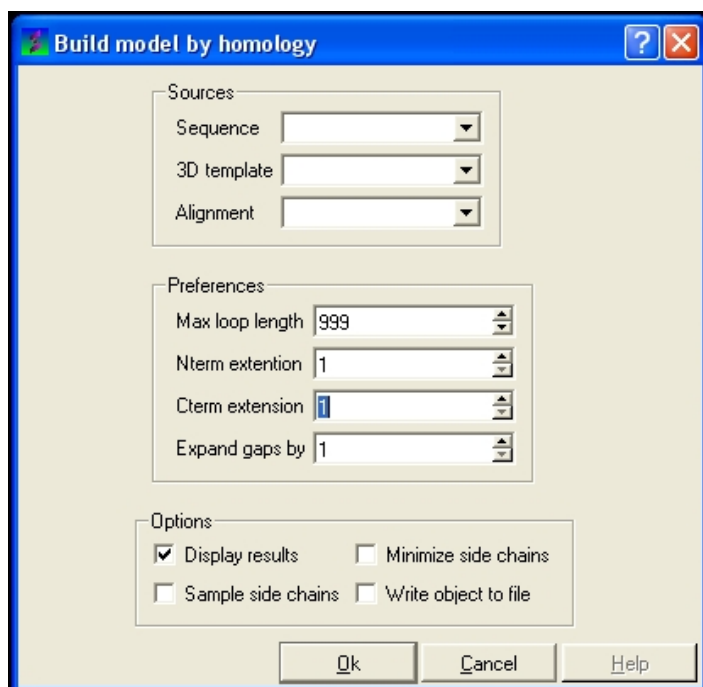 Build model by homology
Sources
Sequence
3D template
Alignment
Preferences
Max loop length 999
Nterm extention 1
Cterm extension 1
Expand gaps by 1
Options
Display results Minimize side chains
Sample side chains Write object to file
Ok Cancel Help